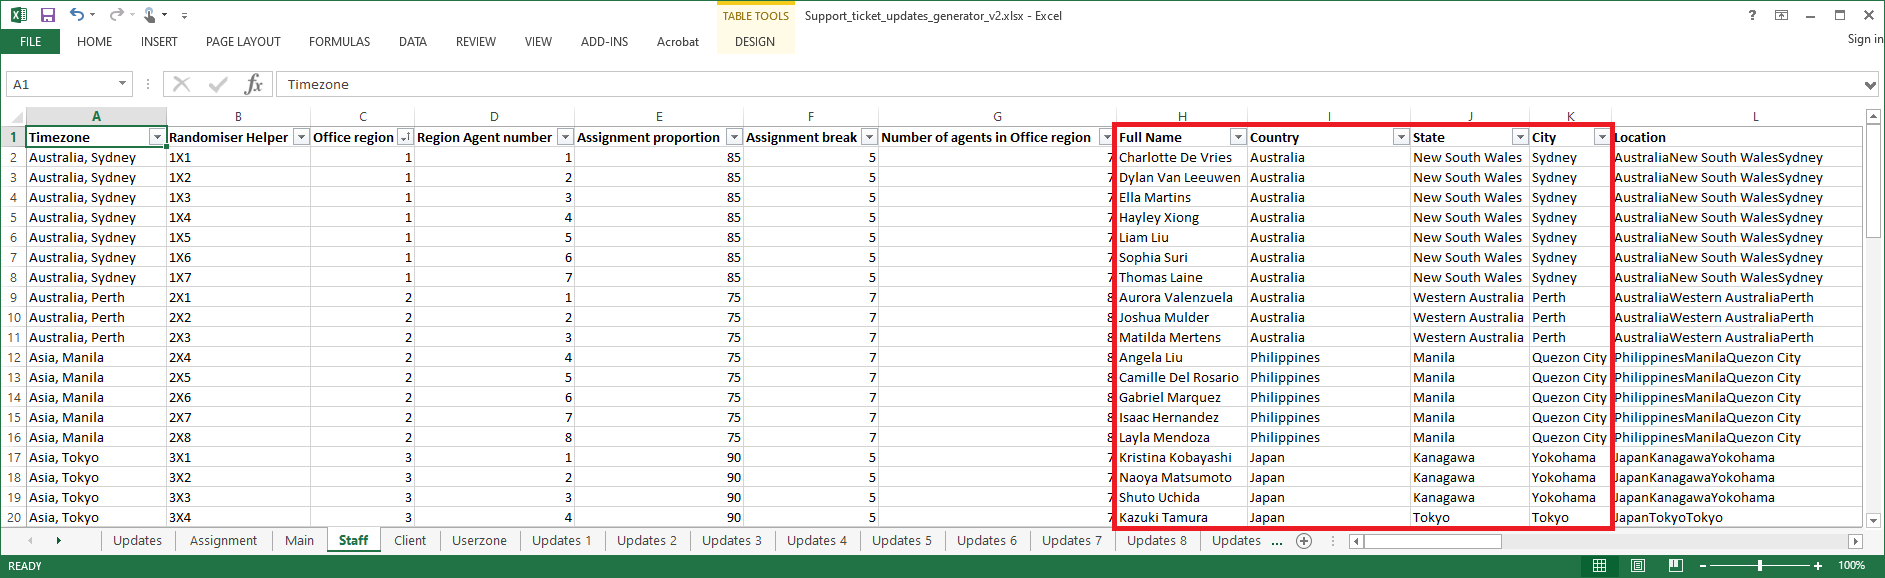 TABLE TOOLS Support_ticket_updates_generator_v2.xlsx - Excel ?
FILE HOME INSERT PAGE LAYOUT FORMULAS DATA REVIEW VIEW ADD-INS Acrobat DESIGN Sign in
A1 fx Timezone
A B C D E F G H I J K L
1 Timezone Randomiser Helper Office region Region Agent number Assignment proportion Assignment break Number of agents in Office region Full Name Country State City Location
2 Australia, Sydney 1X1 1 1 85 5 7 Charlotte De Vries Australia New South Wales Sydney AustraliaNew South WalesSydney
3 Australia, Sydney 1X2 1 2 85 5 7 Dylan Van Leeuwen Australia New South Wales Sydney AustraliaNew South WalesSydney
4 Australia, Sydney 1X3 1 3 85 5 7 Ella Martins Australia New South Wales Sydney AustraliaNew South WalesSydney
5 Australia, Sydney 1X4 1 4 85 5 7 Hayley Xiong Australia New South Wales Sydney AustraliaNew South WalesSydney
6 Australia, Sydney 1X5 1 5 85 5 7 Liam Liu Australia New South Wales Sydney AustraliaNew South WalesSydney
7 Australia, Sydney 1X6 1 6 85 5 7 Sophia Suri Australia New South Wales Sydney AustraliaNew South WalesSydney
8 Australia, Sydney 1X7 1 7 85 5 7 Thomas Laine Australia New South Wales Sydney AustraliaNew South WalesSydney
9 Australia, Perth 2X1 2 1 75 7 8 Aurora Valenzuela Australia Western Australia Perth AustraliaWestern AustraliaPerth
10 Australia, Perth 2X2 2 2 75 7 8 Joshua Mulder Australia Western Australia Perth AustraliaWestern AustraliaPerth
11 Australia, Perth 2X3 2 3 75 7 8 Matilda Mertens Australia Western Australia Perth AustraliaWestern AustraliaPerth
12 Asia, Manila 2X4 2 4 75 7 8 Angela Liu Philippines Manila Quezon City PhilippinesManilaQuezon City
13 Asia, Manila 2X5 2 5 75 7 8 Camille Del Rosario Philippines Manila Quezon City PhilippinesManilaQuezon City
14 Asia, Manila 2X6 2 6 75 7 8 Gabriel Marquez Philippines Manila Quezon City PhilippinesManilaQuezon City
15 Asia, Manila 2X7 2 7 75 7 8 Isaac Hernandez Philippines Manila Quezon City PhilippinesManilaQuezon City
16 Asia, Manila 2X8 2 8 75 7 8 Layla Mendoza Philippines Manila Quezon City PhilippinesManilaQuezon City
17 Asia, Tokyo 3X1 3 1 90 5 7 Kristina Kobayashi Japan Kanagawa Yokohama JapanKanagawaYokohama
18 Asia, Tokyo 3X2 3 2 90 5 7 Naoya Matsumoto Japan Kanagawa Yokohama JapanKanagawaYokohama
19 Asia, Tokyo 3X3 3 3 90 5 7 Shuto Uchida Japan Kanagawa Yokohama JapanKanagawaYokohama
20 Asia, Tokyo 3X4 3 4 90 5 7 Kazuki Tamura Japan Tokyo Tokyo JapanTokyoTokyo
Updates Assignment Main Staff Client Userzone Updates 1 Updates 2 Updates 3 Updates 4 Updates 5 Updates 6 Updates 7 Updates 8 Updates ...
READY 100%